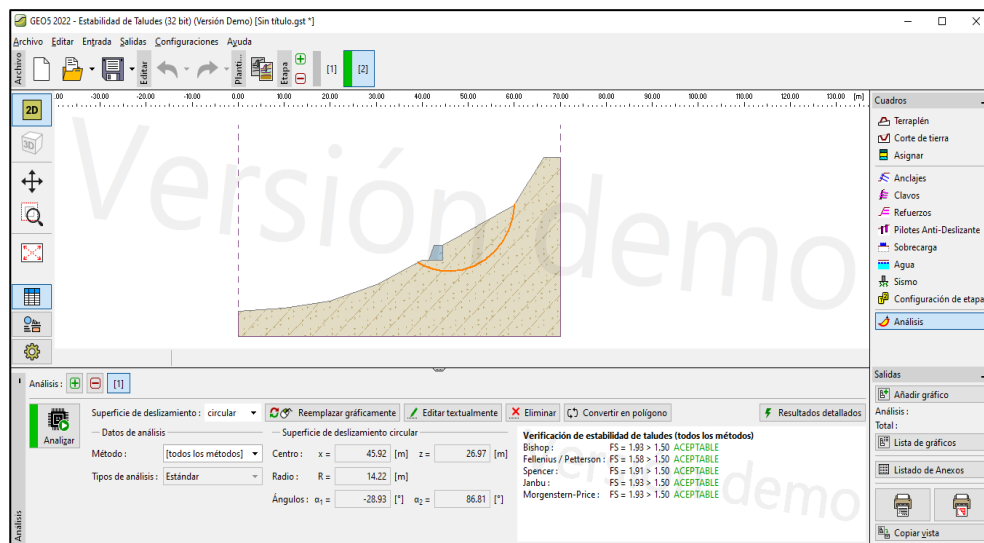 GEO5 2022 - Estabilidad de Taludes (32 bit) (Versión Demo) [Sin título.gst *]
Archivo Editar Entrada Salidas Configuraciones Ayuda
Archivo Editar Planti... Etapa [1] [2]
2D .00 -30.00 -20.00 -10.00 0.00 10.00 20.00 30.00 40.00 50.00 60.00 70.00 80.00 90.00 100.00 110.00 120.00 130.00 [m]
3D
Versión demo
Cuadros
Terraplén
Corte de tierra
Asignar
Anclajes
Clavos
Refuerzos
Pilotes Anti-Deslizante
Sobrecarga
Agua
Sismo
Configuración de etapa
Análisis
Análisis : [1]
Analizar
Superficie de deslizamiento : circular Reemplazar gráficamente Editar textualmente Eliminar Convertir en polígono Resultados detallados
Datos de análisis
Método : [todos los métodos]
Tipos de análisis : Estándar
Superficie de deslizamiento circular
Centro : x = 45.92 [m] z = 26.97 [m]
Radio : R = 14.22 [m]
Ángulos : α1 = -28.93 [°] α2 = 86.81 [°]
Verificación de estabilidad de taludes (todos los métodos)
Bishop : FS = 1.93 > 1.50 ACEPTABLE
Fellenius / Petterson : FS = 1.58 > 1.50 ACEPTABLE
Spencer : FS = 1.91 > 1.50 ACEPTABLE
Janbu : FS = 1.93 > 1.50 ACEPTABLE
Morgenstern-Price : FS = 1.93 > 1.50 ACEPTABLE
Versión demo
Análisis
Salidas
Añadir gráfico
Análisis :
Total :
Lista de gráficos
Listado de Anexos
Copiar vista